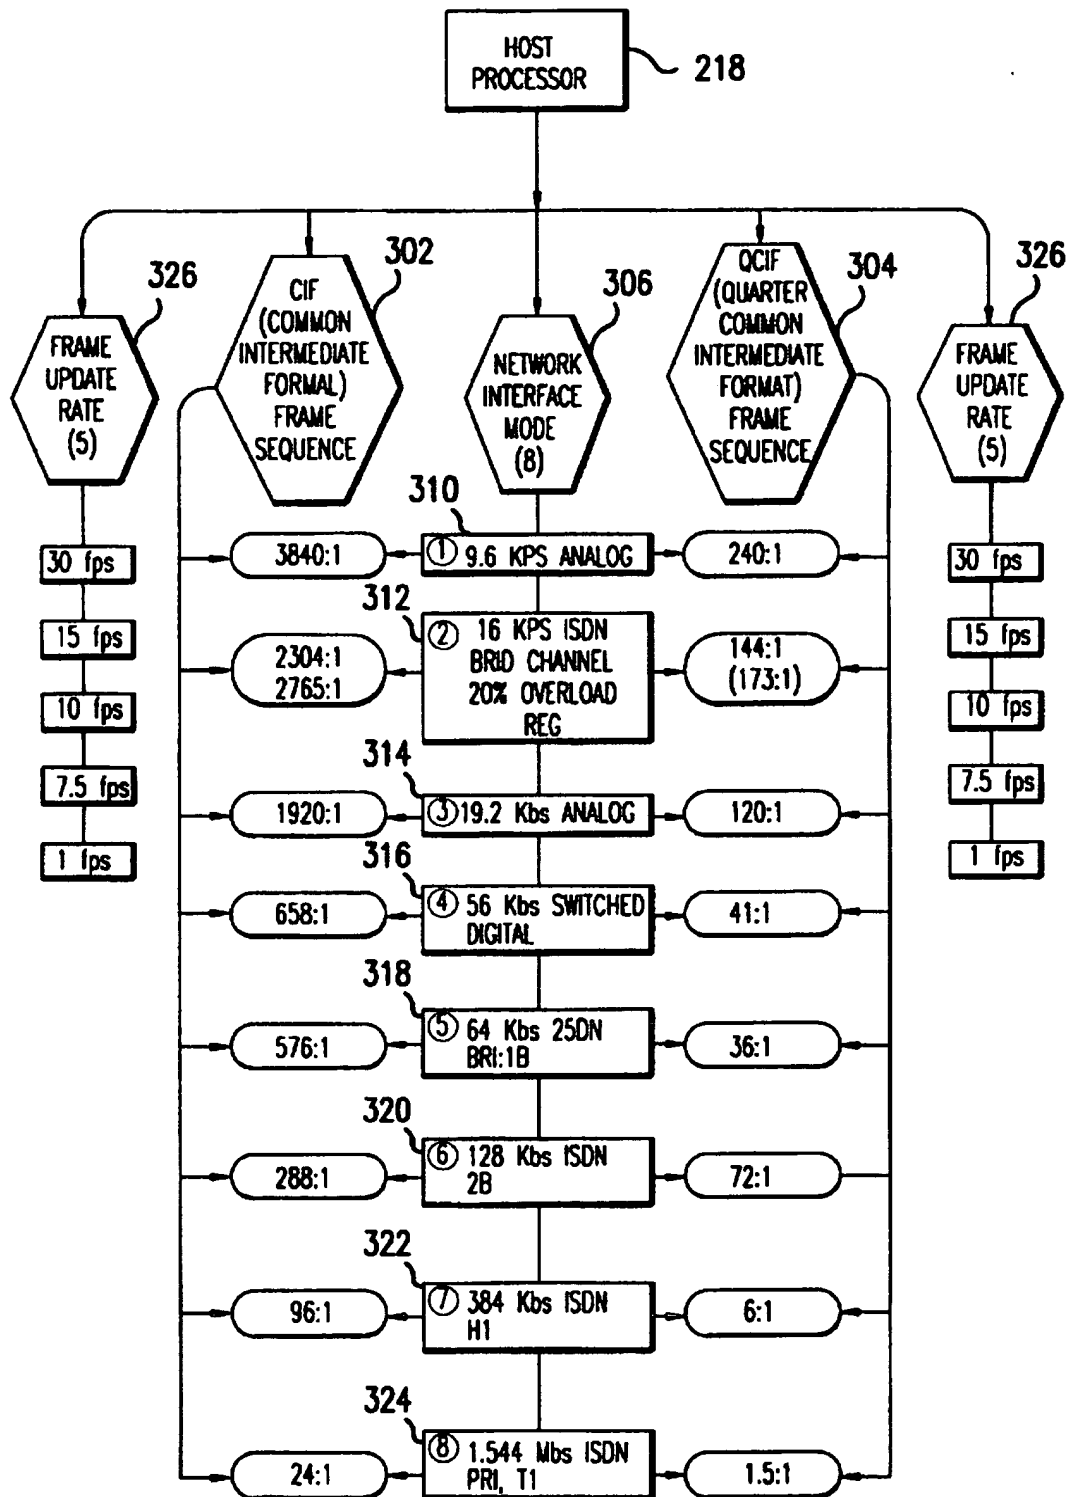 HOST
PROCESSOR
218
326
302
306
304
326
FRAME
UPDATE
RATE
(5)
CIF
(COMMON
INTERMEDIATE
FORMAL)
FRAME
SEQUENCE
NETWORK
INTERFACE
MODE
(8)
QCIF
(QUARTER
COMMON
INTERMEDIATE
FORMAT)
FRAME
SEQUENCE
FRAME
UPDATE
RATE
(5)
30 fps
15 fps
10 fps
7.5 fps
1 fps
310
3840:1
① 9.6 KPS ANALOG
240:1
312
2304:1
2765:1
② 16 KPS ISDN
BRID CHANNEL
20% OVERLOAD
REG
144:1
(173:1)
314
1920:1
③ 19.2 Kbs ANALOG
120:1
316
658:1
④ 56 Kbs SWITCHED
DIGITAL
41:1
318
576:1
⑤ 64 Kbs 25DN
BRI:1B
36:1
320
288:1
⑥ 128 Kbs ISDN
2B
72:1
322
96:1
⑦ 384 Kbs ISDN
H1
6:1
324
24:1
⑧ 1.544 Mbs ISDN
PRI, T1
1.5:1
30 fps
15 fps
10 fps
7.5 fps
1 fps